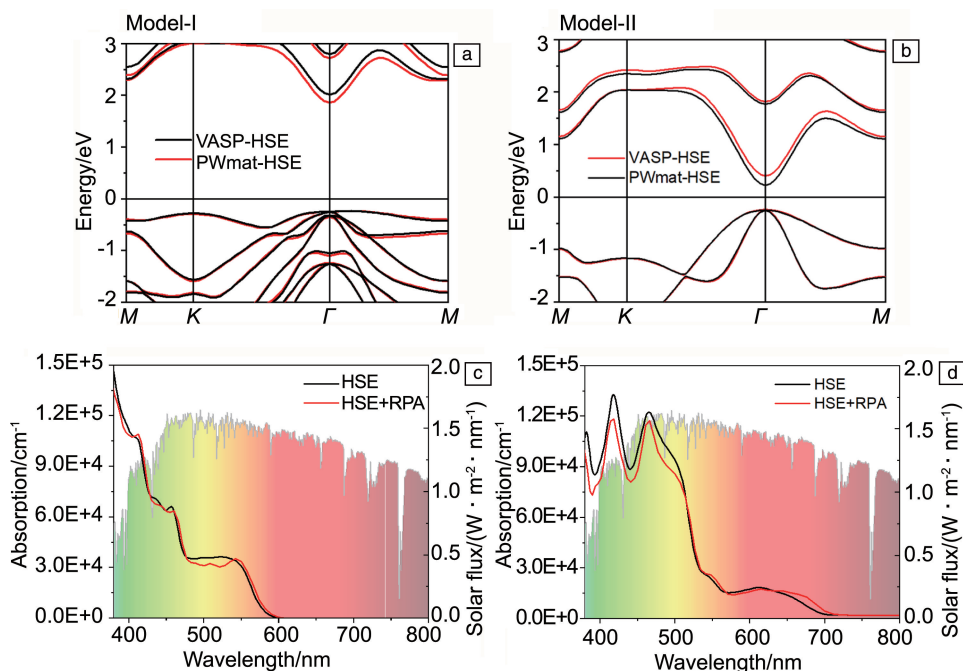 Model-I
Model-II
3
2
1
0
-1
-2
Energy/eV
a
VASP-HSE
PWmat-HSE
M
K
Γ
M
3
2
1
0
-1
-2
Energy/eV
b
VASP-HSE
PWmat-HSE
M
K
Γ
M
1.5E+5
1.2E+5
9.0E+4
6.0E+4
3.0E+4
0.0E+0
Absorption/cm⁻¹
HSE
HSE+RPA
c
2.0
1.5
1.0
0.5
0.0
Solar flux/(W · m⁻² · nm⁻¹)
400
500
600
700
800
Wavelength/nm
1.5E+5
1.2E+5
9.0E+4
6.0E+4
3.0E+4
0.0E+0
Absorption/cm⁻¹
HSE
HSE+RPA
d
2.0
1.5
1.0
0.5
0.0
Solar flux/(W · m⁻² · nm⁻¹)
400
500
600
700
800
Wavelength/nm